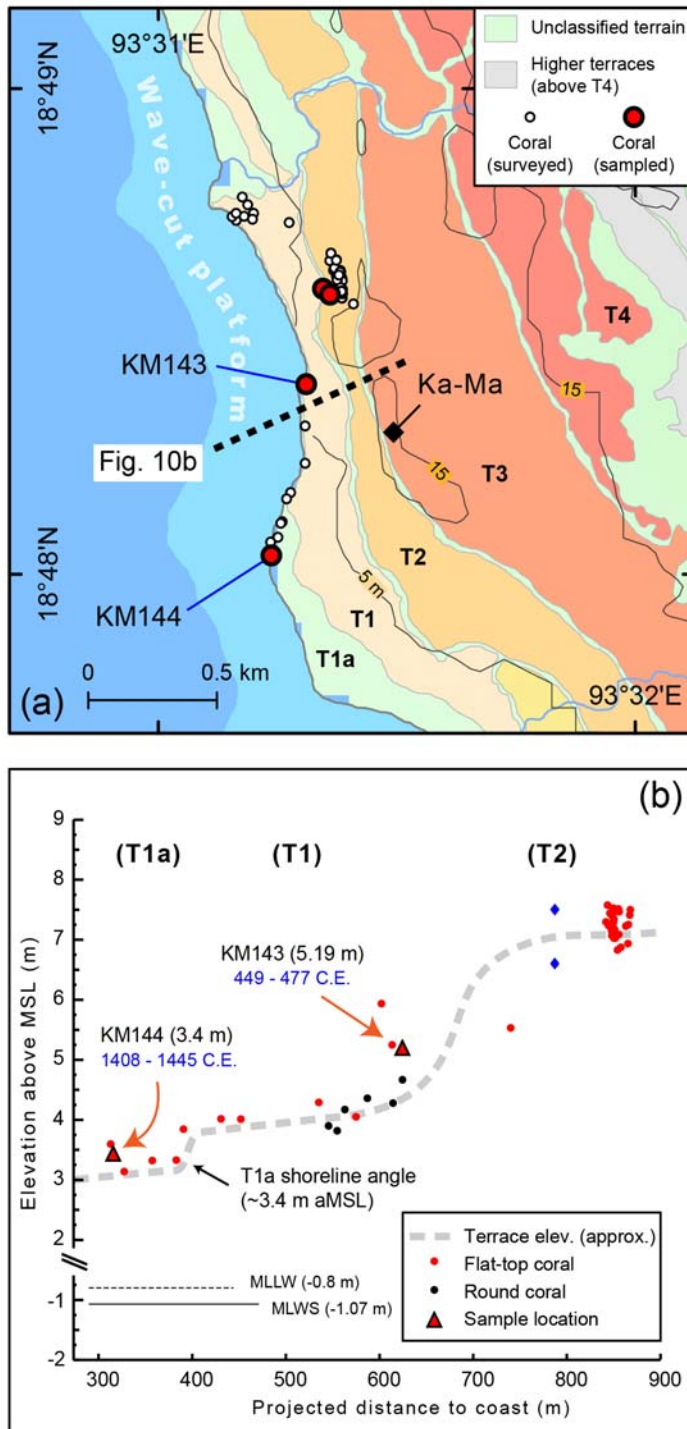 93°31'E
18°49'N
Unclassified terrain
Higher terraces
(above T4)
Coral
(surveyed)
Coral
(sampled)
Wave-cut platform
T4
KM143
Ka-Ma
15
Fig. 10b
15
T3
18°48'N
T2
5 m
KM144
T1
T1a
0
0.5 km
93°32'E
(a)
(b)
9
(T1a)
(T1)
(T2)
8
7
KM143 (5.19 m)
449 - 477 C.E.
6
KM144 (3.4 m)
1408 - 1445 C.E.
5
4
3
T1a shoreline angle
(~3.4 m aMSL)
2
Elevation above MSL (m)
MLLW (-0.8 m)
-1
MLWS (-1.07 m)
-2
Terrace elev. (approx.)
Flat-top coral
Round coral
Sample location
300
400
500
600
700
800
900
Projected distance to coast (m)